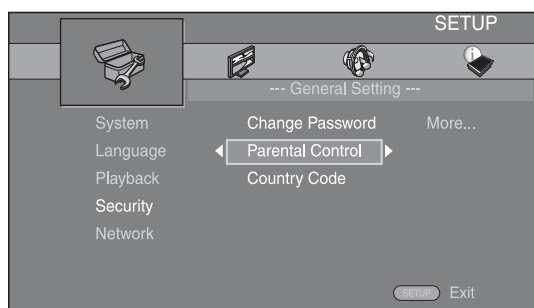 SETUP
--- General Setting ---
System Change Password More...
Language Parental Control
Playback Country Code
Security
Network
SETUP Exit